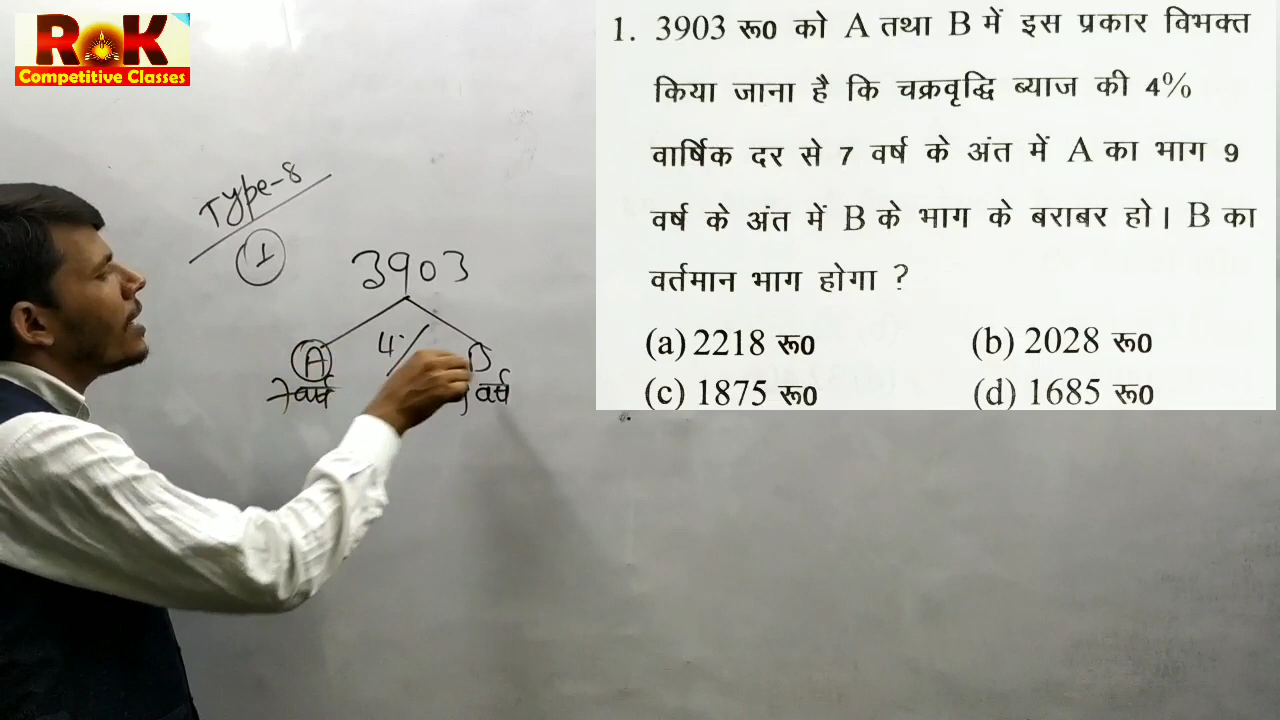 ROK
Competitive Classes
1. 3903 रू0 को A तथा B में इस प्रकार विभक्त
किया जाना है कि चक्रवृद्धि ब्याज की 4%
वार्षिक दर से 7 वर्ष के अंत में A का भाग 9
वर्ष के अंत में B के भाग के बराबर हो। B का
वर्तमान भाग होगा ?
(a) 2218 रू0 (b) 2028 रू0
(c) 1875 रू0 (d) 1685 रू0
Type-8
1
3903
A 4% B
7 वर्ष वर्ष